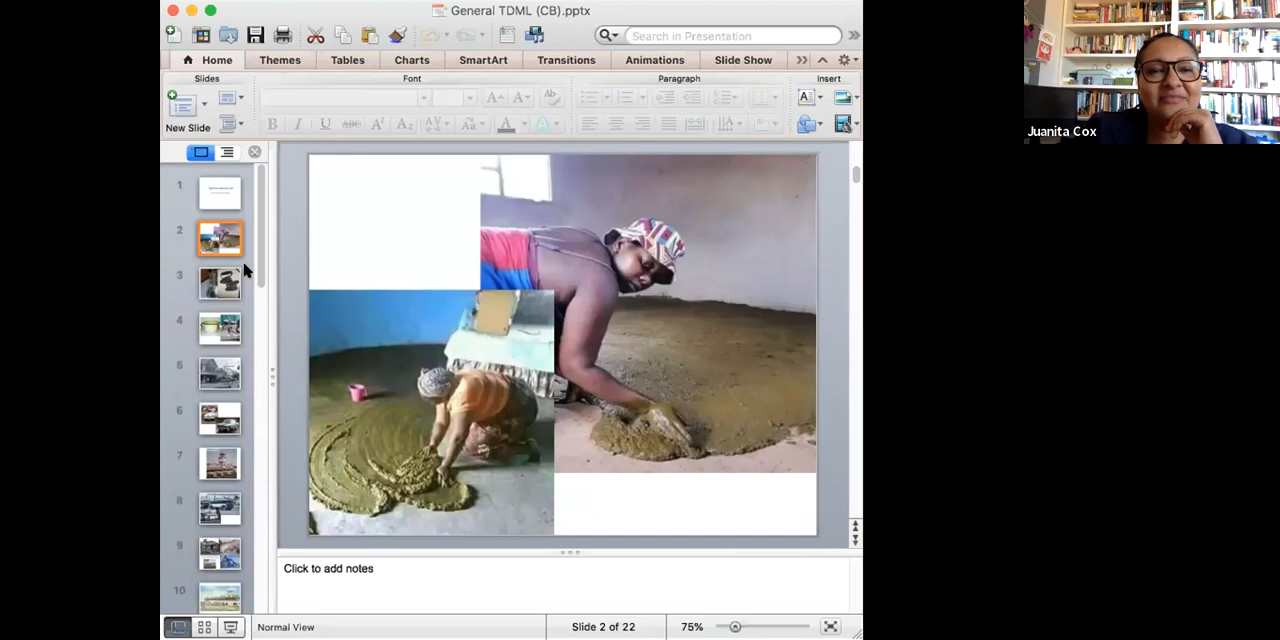 General TDML (CB).pptx
Search in Presentation
Home
Themes
Tables
Charts
SmartArt
Transitions
Animations
Slide Show
Slides
Font
Paragraph
Insert
New Slide
1
2
3
4
5
6
7
8
9
10
Click to add notes
Normal View
Slide 2 of 22
75%
Juanita Cox